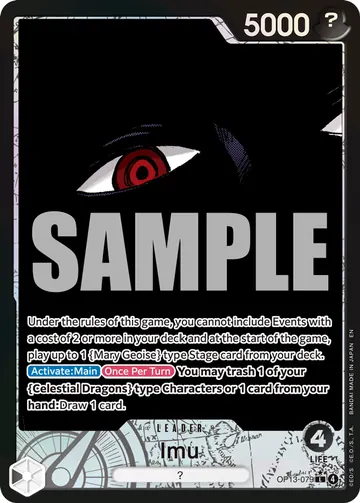 5000 ?
SAMPLE
Under the rules of this game, you cannot include Events with
a cost of 2 or more in your deck and at the start of the game,
play up to 1 {Mary Geoise} type Stage card from your deck.
Activate:Main Once Per Turn You may trash 1 of your
{Celestial Dragons} type Characters or 1 card from your
hand:Draw 1 card.
LEADER
Imu
?
4
LIFE
OP13-079 L
BANDAI MADE IN JAPAN EN